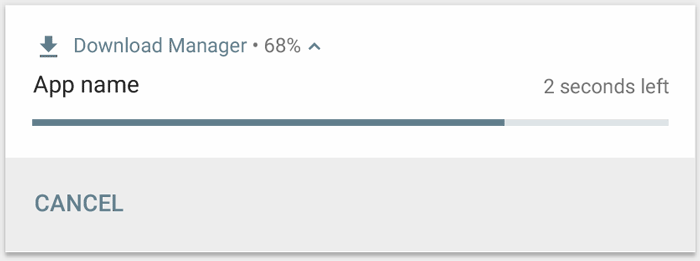 Download Manager • 68%
App name
2 seconds left
CANCEL